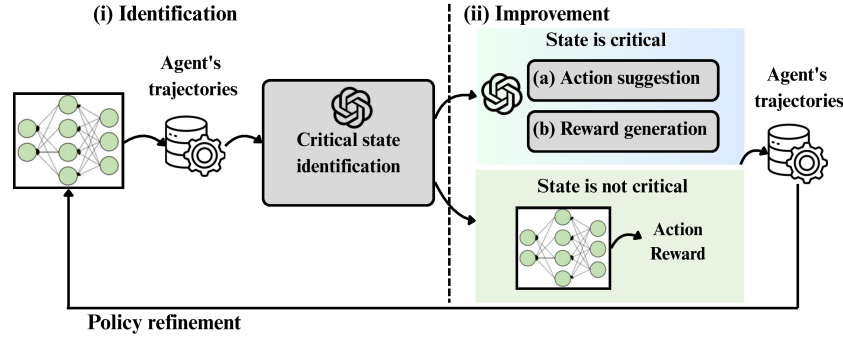 (i) Identification
(ii) Improvement
Agent's
trajectories
Critical state
identification
State is critical
(a) Action suggestion
(b) Reward generation
State is not critical
Action
Reward
Agent's
trajectories
Policy refinement